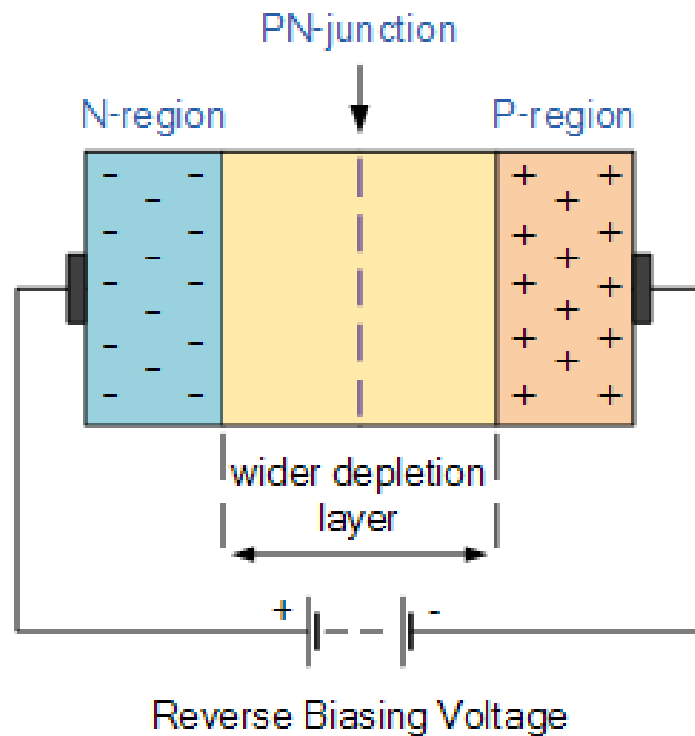 PN-junction
N-region
P-region
wider depletion
layer
+ -
Reverse Biasing Voltage